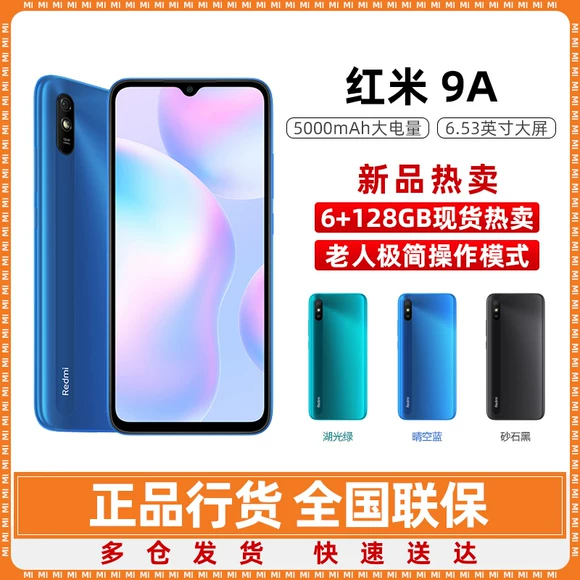 红米 9A
5000mAh大电量
6.53英寸大屏
新品热卖
6+128GB现货热卖
老人极简操作模式
Redmi
湖光绿
晴空蓝
砂石黑
正品行货 全国联保
多仓发货 快速送达